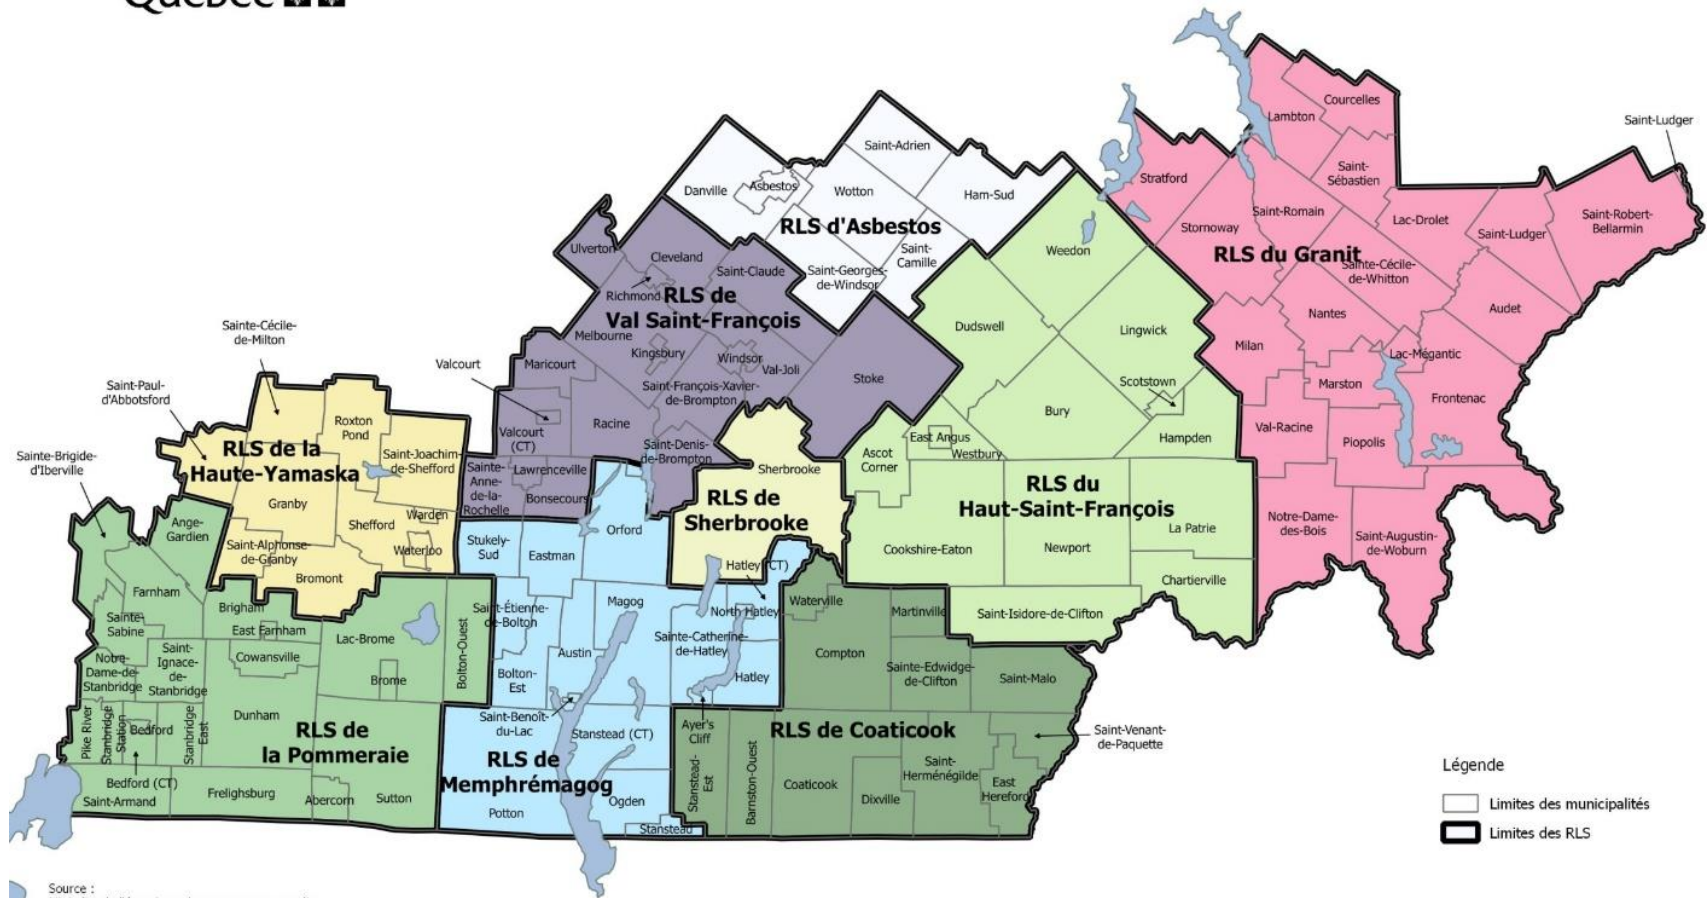 Québec
Courcelles
Lambton
Saint-Ludger
Saint-Adrien
Saint-
Sébastien
Stratford
Danville
Asbestos
Wotton
Ham-Sud
Saint-Romain
Lac-Drolet
Saint-Robert-
Bellarmin
RLS d'Asbestos
Stornoway
Saint-Ludger
Ulverton
Cleveland
Saint-
Camille
Weedon
RLS du Granit
Saint-Claude
Saint-Georges-
de-Windsor
Sainte-Cécile-
de-Whitton
Richmond
RLS de
Val Saint-François
Audet
Nantes
Sainte-Cécile-
de-Milton
Dudswell
Lingwick
Melbourne
Kingsbury
Windsor
Val-Joli
Milan
Lac-Mégantic
Valcourt
Maricourt
Saint-François-Xavier-
de-Brompton
Stoke
Scotstown
Marston
Frontenac
Saint-Paul-
d'Abbotsford
Roxton
Pond
Racine
Bury
Val-Racine
Piopolis
Valcourt
(CT)
East Angus
Westbury
Hampden
RLS de la
Haute-Yamaska
Saint-Joachim-
de-Shefford
Saint-Denis-
de-Brompton
Ascot
Corner
Sainte-Brigide-
d'Iberville
Sainte-
Anne-
de-la-
Rochelle
Lawrenceville
Bonsecours
Sherbrooke
RLS de
Sherbrooke
RLS du
Haut-Saint-François
Granby
Warden
Shefford
Orford
Notre-Dame-
des-Bois
La Patrie
Ange-
Gardien
Saint-Alphonse-
de-Granby
Waterloo
Stukely-
Sud
Eastman
Cookshire-Eaton
Newport
Saint-Augustin-
de-Woburn
Bromont
Hatley (CT)
Chartierville
Farnham
Brigham
East Farnham
Saint-Étienne-
de-Bolton
Magog
North Hatley
Waterville
Martinville
Saint-Isidore-de-Clifton
Sainte-
Sabine
Lac-Brome
Bolton-Ouest
Austin
Sainte-Catherine-
de-Hatley
Compton
Sainte-Edwidge-
de-Clifton
Saint-Malo
Notre-
Dame-de-
Stanbridge
Saint-
Ignace-
de-
Stanbridge
Cowansville
Brome
Bolton-
Est
Hatley
Pike River
Stanbridge
Station
Bedford
Stanbridge
East
Dunham
RLS de
la Pommeraie
Saint-Benoît-
du-Lac
Stanstead (CT)
Ayer's
Cliff
RLS de Coaticook
Saint-Venant-
de-Paquette
RLS de
Memphrémagog
Stanstead-
Est
Barnston-Ouest
Coaticook
Dixville
Saint-
Herménégilde
East
Hereford
Bedford (CT)
Saint-Armand
Frelighsburg
Abercorn
Sutton
Potton
Ogden
Stanstead
Légende
Limites des municipalités
Limites des RLS
Source :